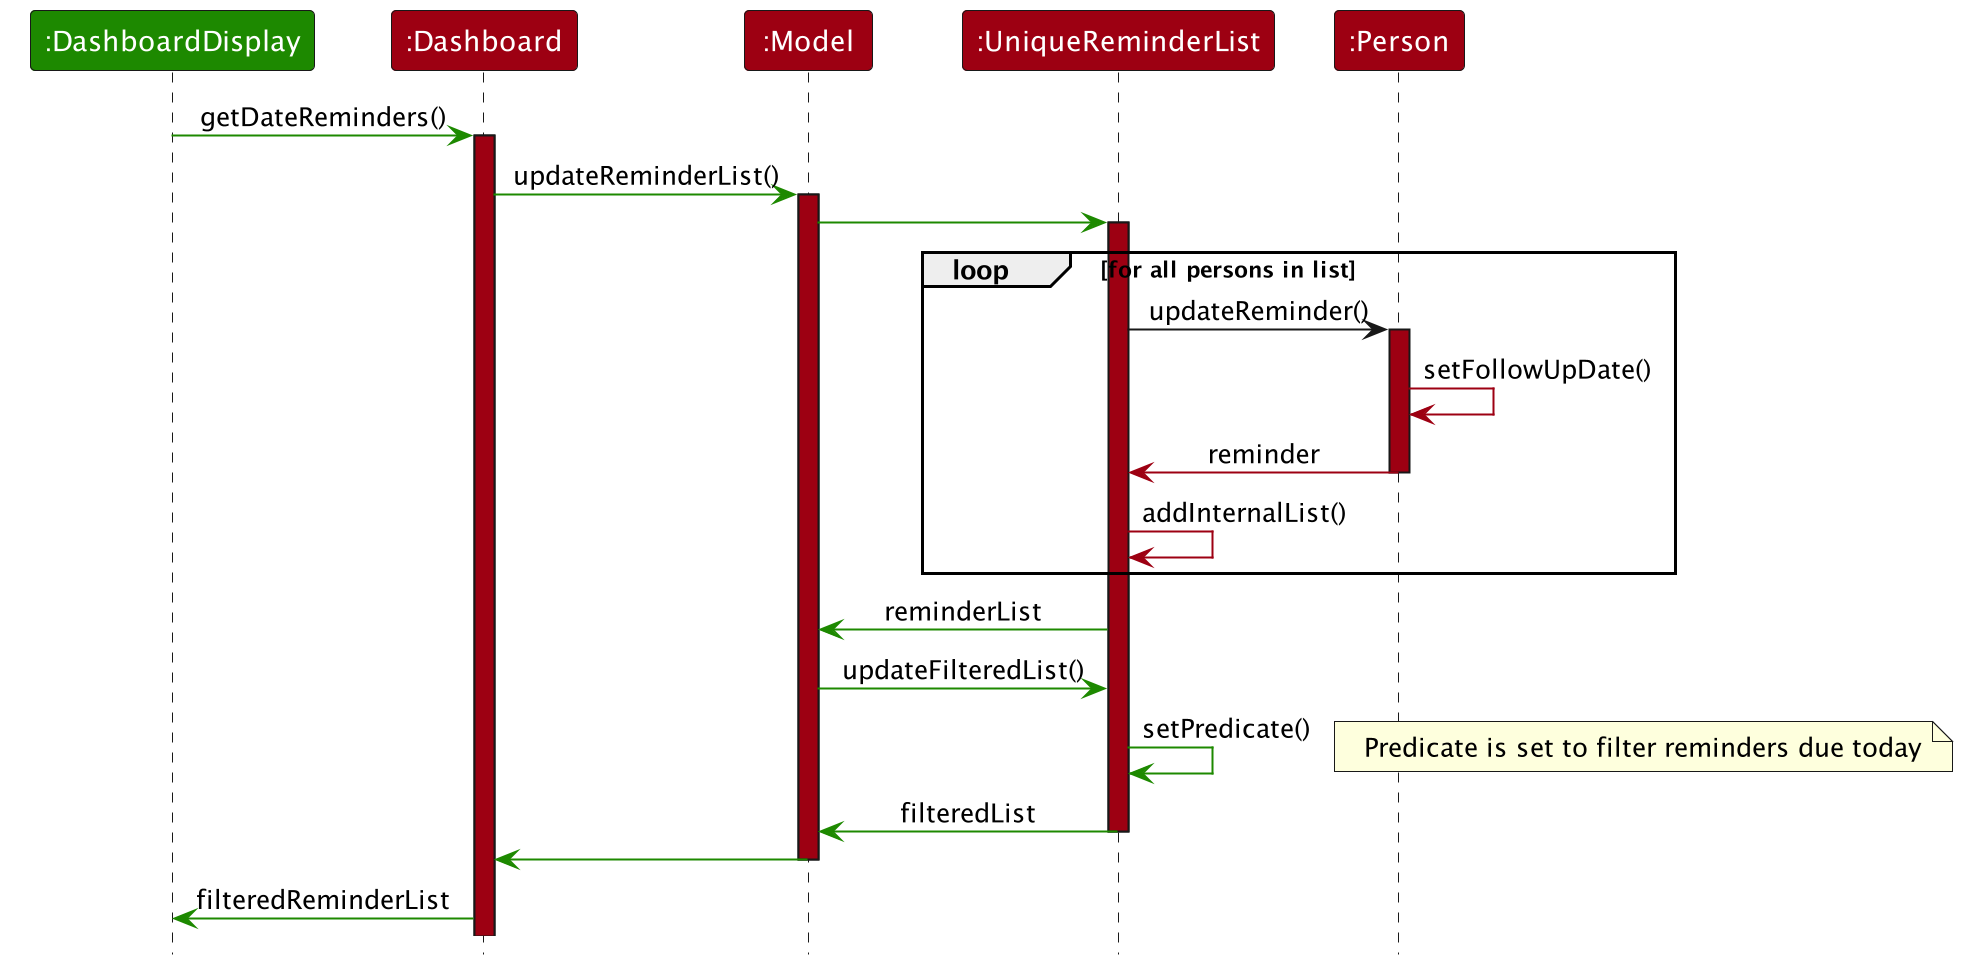 :DashboardDisplay
:Dashboard
:Model
:UniqueReminderList
:Person
getDateReminders()
updateReminderList()
loop
[for all persons in list]
updateReminder()
setFollowUpDate()
reminder
addInternalList()
reminderList
updateFilteredList()
setPredicate()
Predicate is set to filter reminders due today
filteredList
filteredReminderList